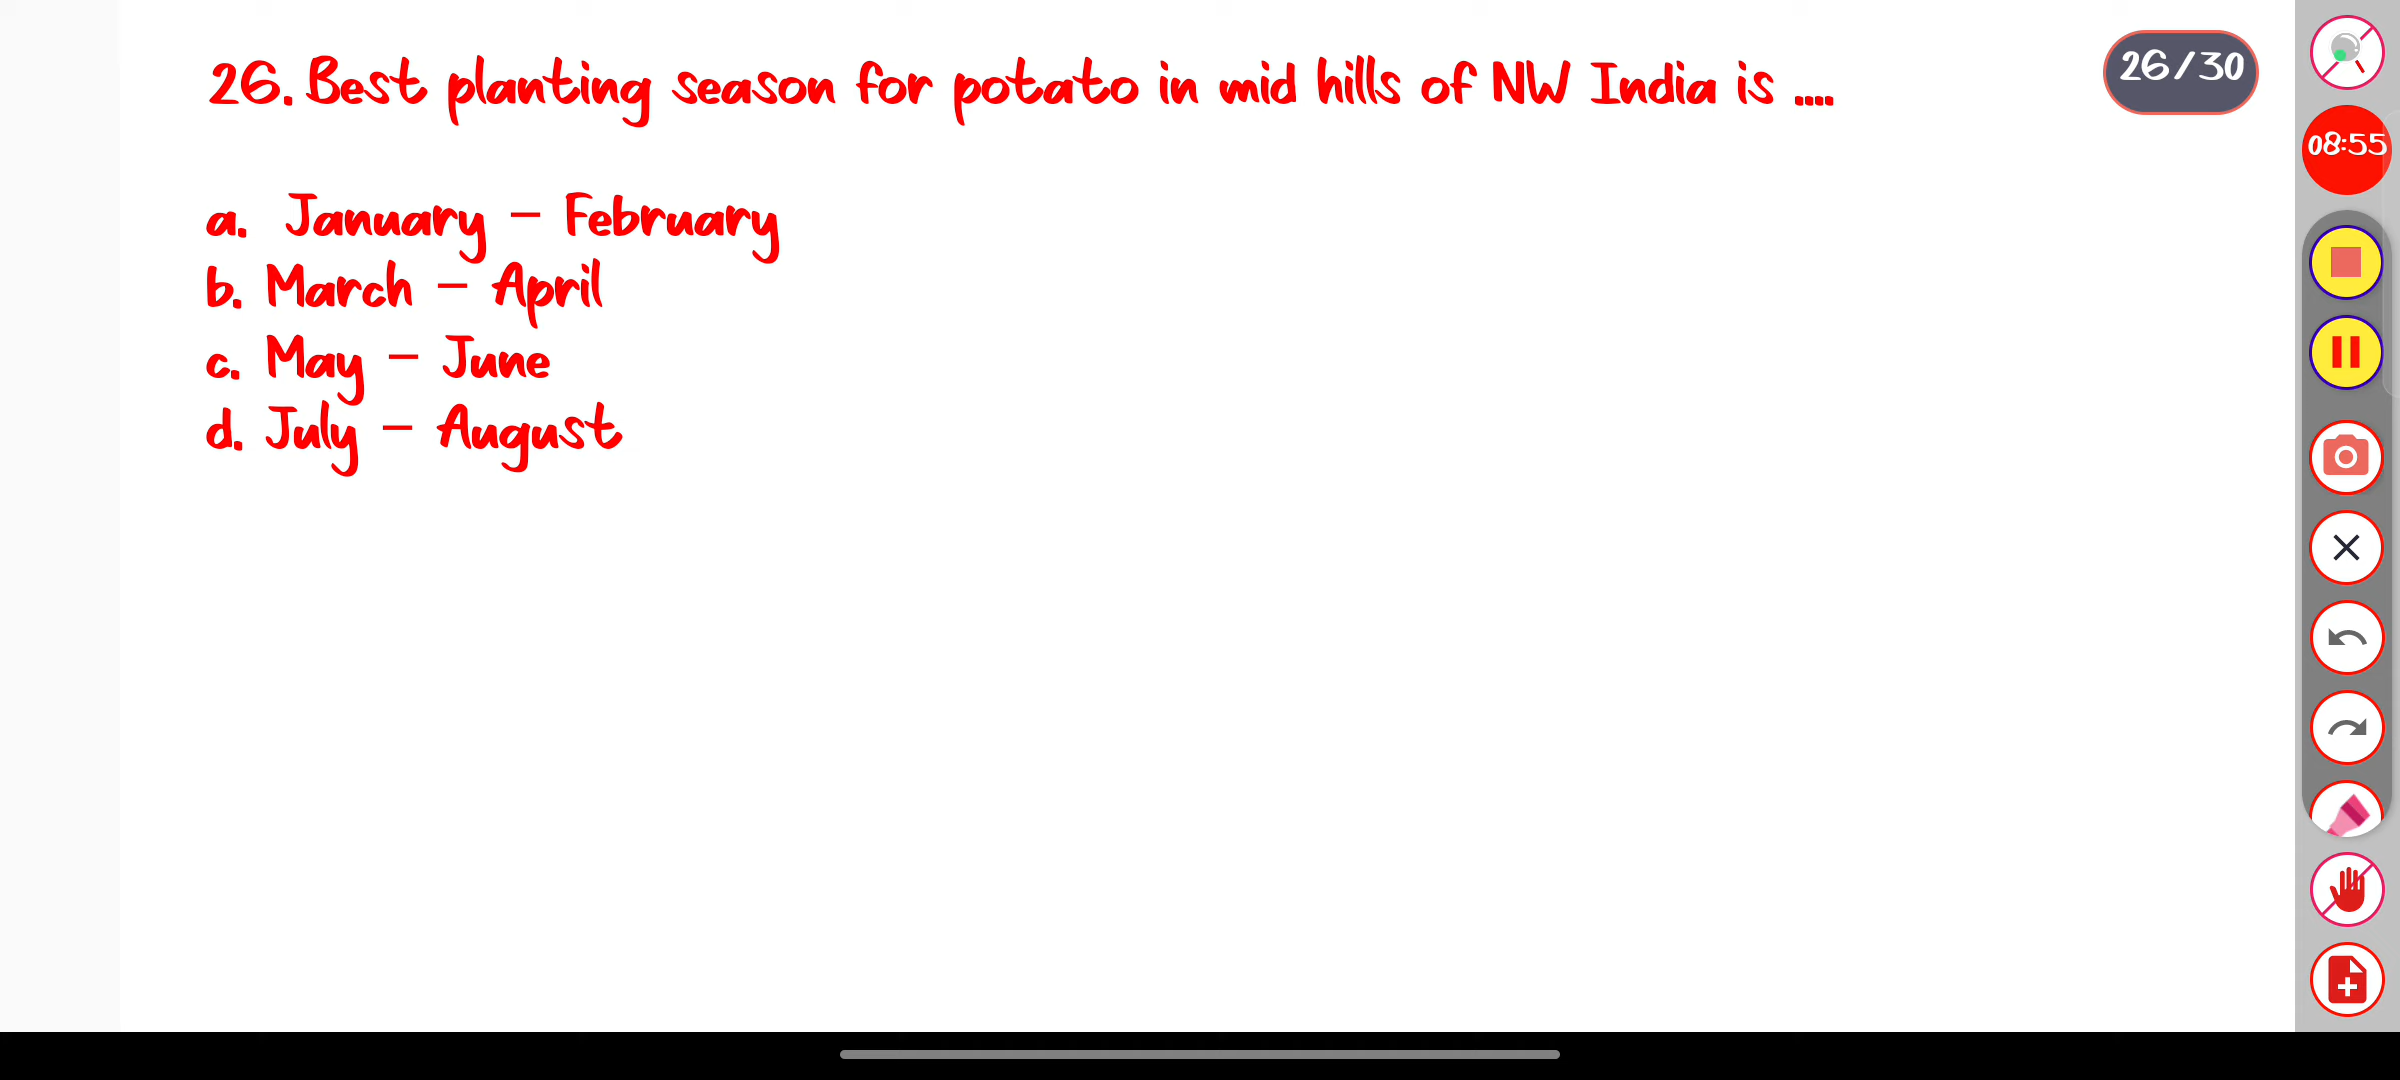 26. Best planting season for potato in mid hills of NW India is ....
26/30
08:55
a. January - February
b. March - April
c. May - June
d. July - August